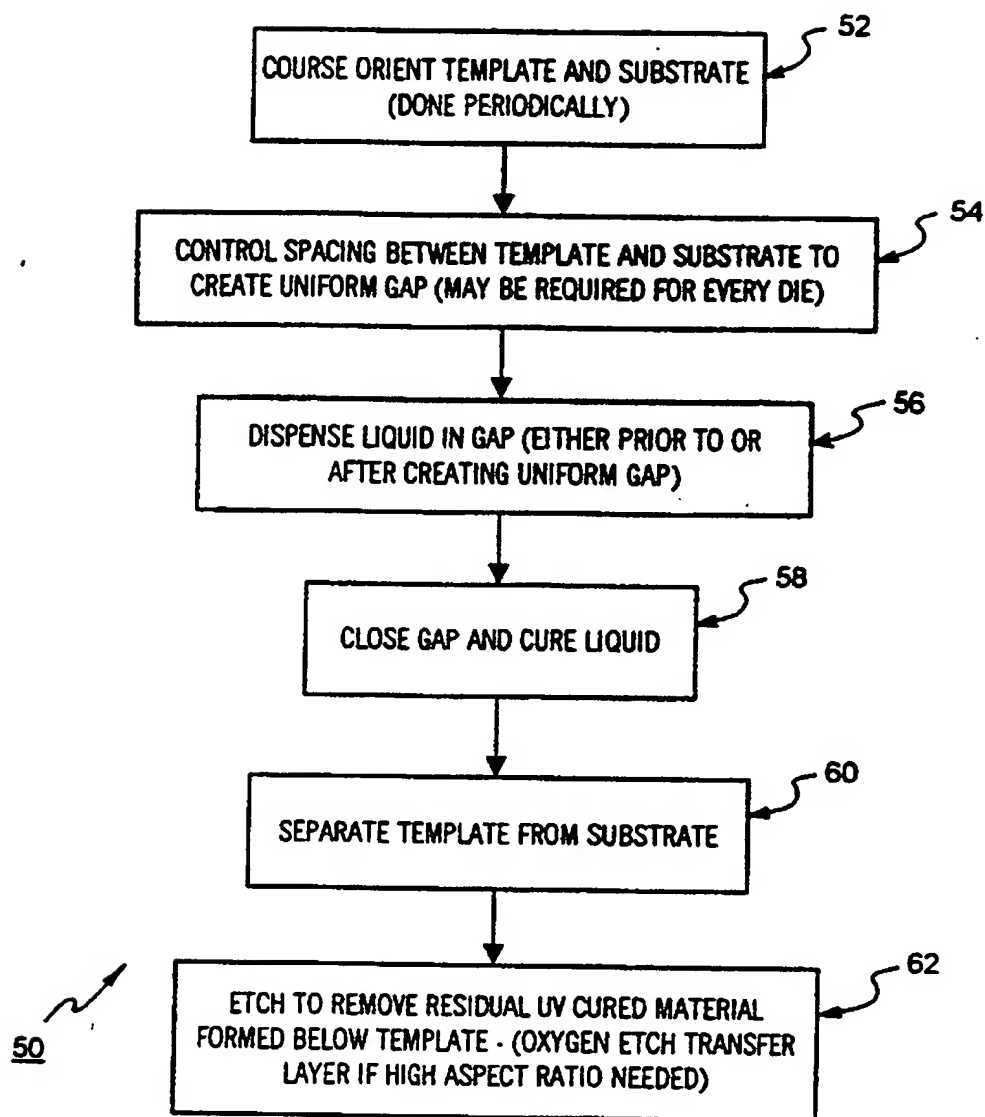 52
COURSE ORIENT TEMPLATE AND SUBSTRATE
(DONE PERIODICALLY)
54
CONTROL SPACING BETWEEN TEMPLATE AND SUBSTRATE TO
CREATE UNIFORM GAP (MAY BE REQUIRED FOR EVERY DIE)
56
DISPENSE LIQUID IN GAP (EITHER PRIOR TO OR
AFTER CREATING UNIFORM GAP)
58
CLOSE GAP AND CURE LIQUID
60
SEPARATE TEMPLATE FROM SUBSTRATE
62
ETCH TO REMOVE RESIDUAL UV CURED MATERIAL
FORMED BELOW TEMPLATE - (OXYGEN ETCH TRANSFER
LAYER IF HIGH ASPECT RATIO NEEDED)
50